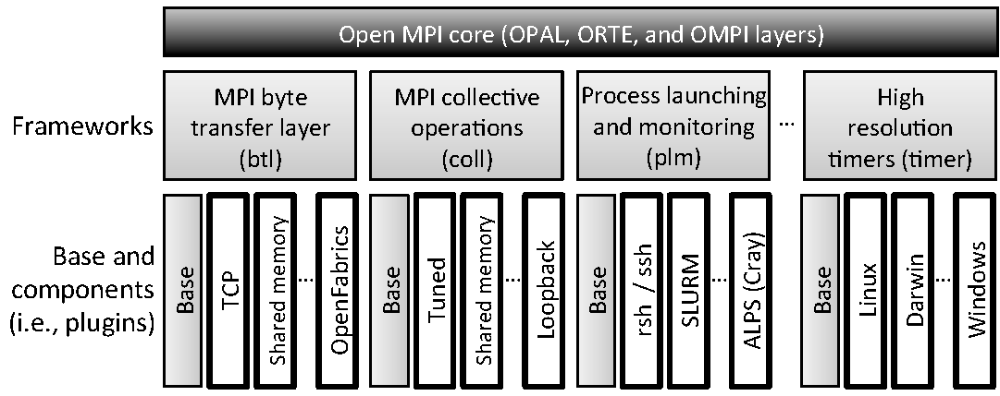 Open MPI core (OPAL, ORTE, and OMPI layers)
Frameworks
MPI byte
transfer layer
(btl)
MPI collective
operations
(coll)
Process launching
and monitoring
(plm)
...
High
resolution
timers (timer)
Base and
components
(i.e., plugins)
Base
TCP
Shared memory
...
OpenFabrics
Base
Tuned
Shared memory
...
Loopback
Base
rsh / ssh
SLURM
...
ALPS (Cray)
Base
Linux
Darwin
...
Windows